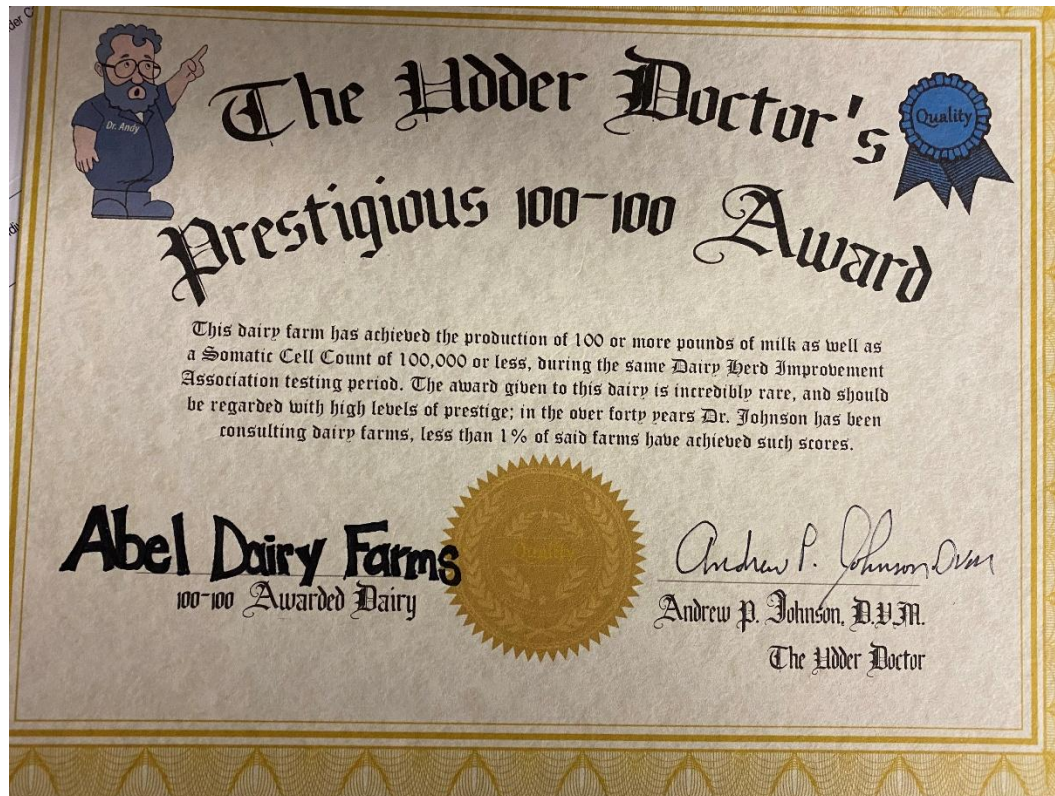 Dr. Andy
The Udder Doctor's
Quality
Prestigious 100-100 Award
This dairy farm has achieved the production of 100 or more pounds of milk as well as
a Somatic Cell Count of 100,000 or less, during the same Dairy Herd Improvement
Association testing period. The award given to this dairy is incredibly rare, and should
be regarded with high levels of prestige; in the over forty years Dr. Johnson has been
consulting dairy farms, less than 1% of said farms have achieved such scores.
Abel Dairy Farms
100-100 Awarded Dairy
Quality
Andrew P. Johnson DVM
Andrew P. Johnson, D.V.M.
The Udder Doctor